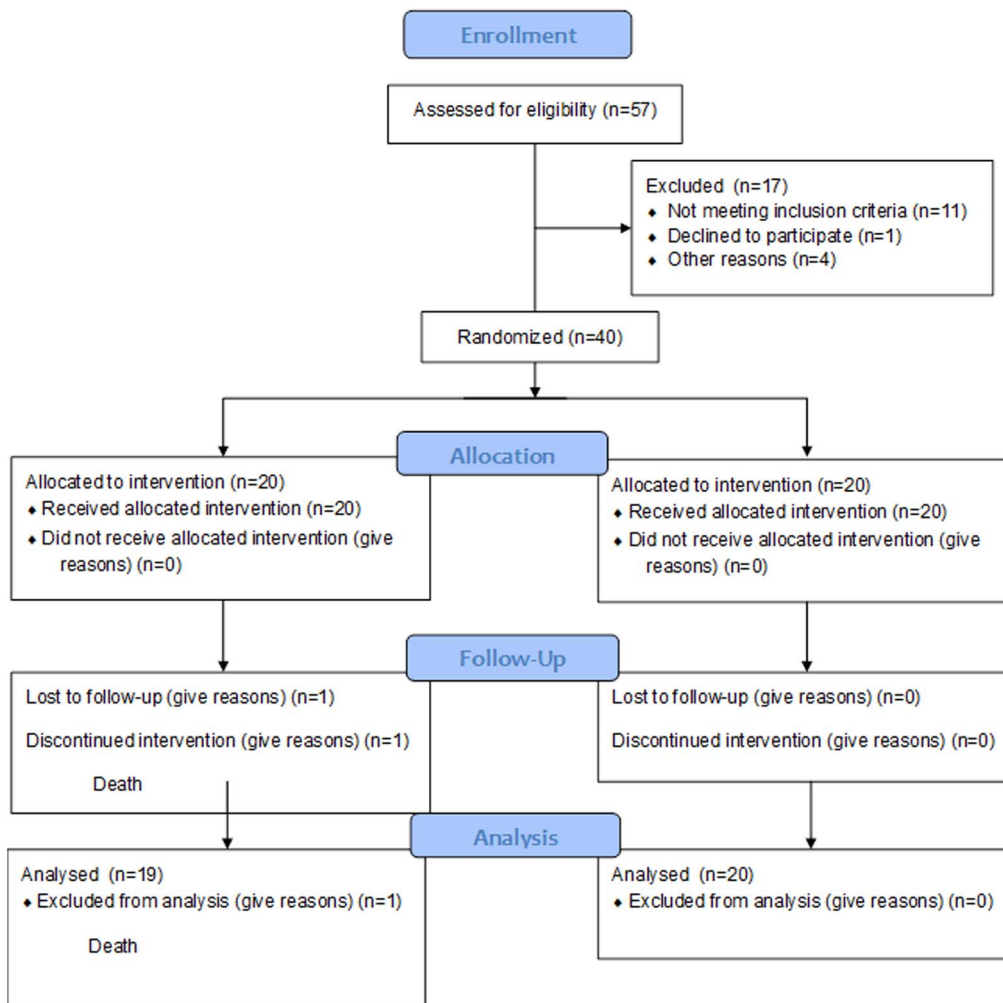 Enrollment
Assessed for eligibility (n=57)
Excluded (n=17)
♦ Not meeting inclusion criteria (n=11)
♦ Declined to participate (n=1)
♦ Other reasons (n=4)
Randomized (n=40)
Allocation
Allocated to intervention (n=20)
♦ Received allocated intervention (n=20)
♦ Did not receive allocated intervention (give
reasons) (n=0)
Allocated to intervention (n=20)
♦ Received allocated intervention (n=20)
♦ Did not receive allocated intervention (give
reasons) (n=0)
Follow-Up
Lost to follow-up (give reasons) (n=1)
Discontinued intervention (give reasons) (n=1)
Death
Lost to follow-up (give reasons) (n=0)
Discontinued intervention (give reasons) (n=0)
Analysis
Analysed (n=19)
♦ Excluded from analysis (give reasons) (n=1)
Death
Analysed (n=20)
♦ Excluded from analysis (give reasons) (n=0)